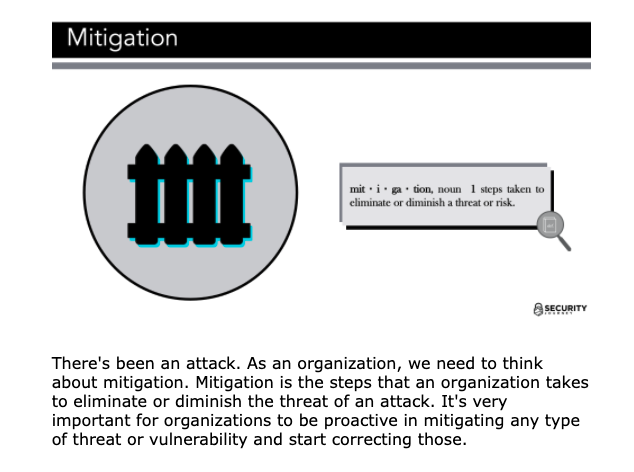 Mitigation
mit • i • ga • tion, noun 1 steps taken to
eliminate or diminish a threat or risk.
SECURITY
JOURNEY
There's been an attack. As an organization, we need to think
about mitigation. Mitigation is the steps that an organization takes
to eliminate or diminish the threat of an attack. It's very
important for organizations to be proactive in mitigating any type
of threat or vulnerability and start correcting those.